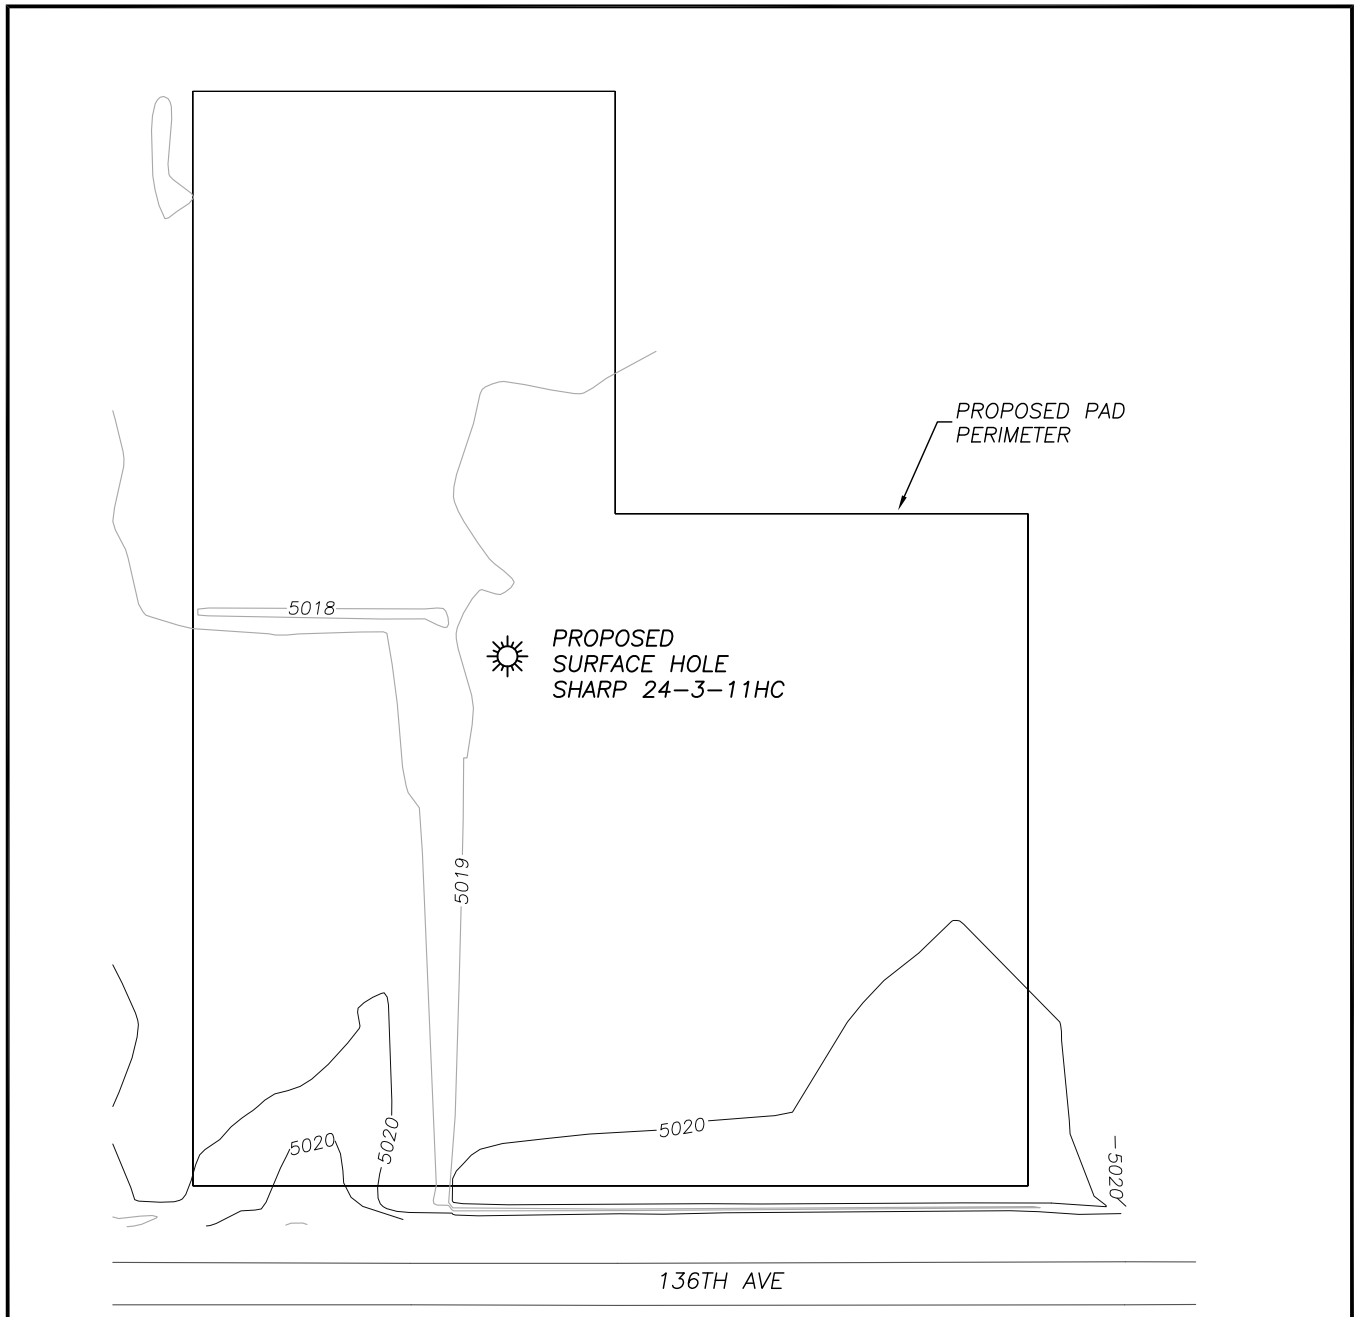 PROPOSED PAD
PERIMETER
5018
PROPOSED
SURFACE HOLE
SHARP 24-3-11HC
5019
5020
5020
5020
5020
136TH AVE